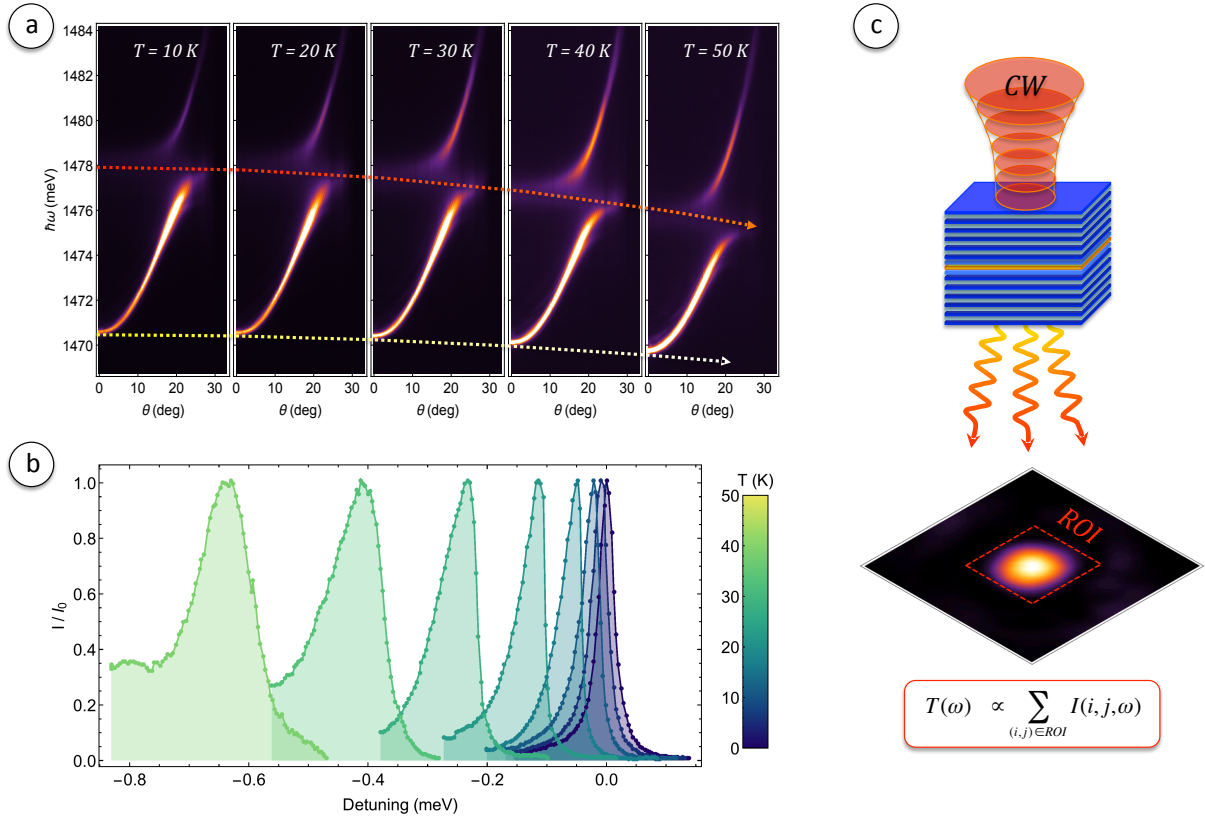 a
T = 10 K
T = 20 K
T = 30 K
T = 40 K
T = 50 K
1484
1482
1480
1478
1476
1474
1472
1470
ħω (meV)
0 10 20 30
0 10 20 30
0 10 20 30
0 10 20 30
0 10 20 30
θ (deg)
θ (deg)
θ (deg)
θ (deg)
θ (deg)
b
1.0
0.8
0.6
0.4
0.2
0.0
I / I₀
−0.8 −0.6 −0.4 −0.2 0.0
Detuning (meV)
T (K)
50
40
30
20
10
0
c
CW
ROI
T(ω) ∝ ∑ I(i, j, ω)
(i, j) ∈ ROI